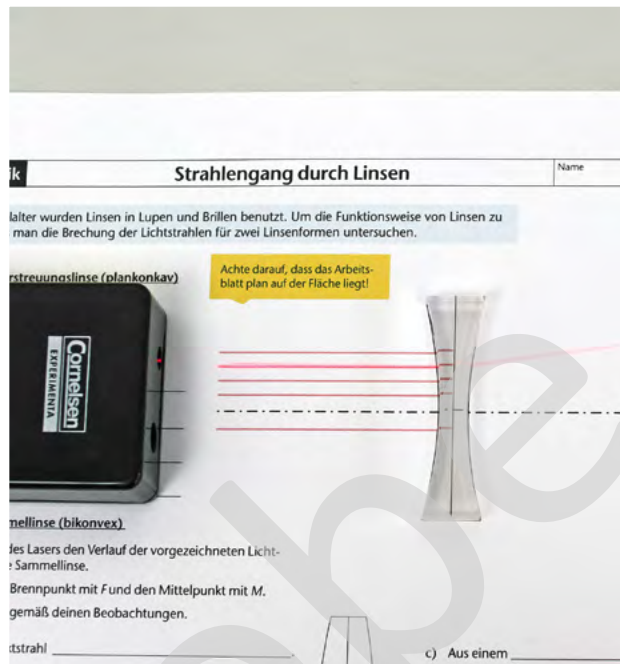 ik
Strahlengang durch Linsen
Name
lalter wurden Linsen in Lupen und Brillen benutzt. Um die Funktionsweise von Linsen zu
man die Brechung der Lichtstrahlen für zwei Linsenformen untersuchen.
rstreuungslinse (plankonkav)
Achte darauf, dass das Arbeits-
blatt plan auf der Fläche liegt!
Cornelsen
EXPERIMENTA
mellinse (bikonvex)
des Lasers den Verlauf der vorgezeichneten Licht-
e Sammellinse.
Brennpunkt mit F und den Mittelpunkt mit M.
gemäß deinen Beobachtungen.
tstrahl
c) Aus einem